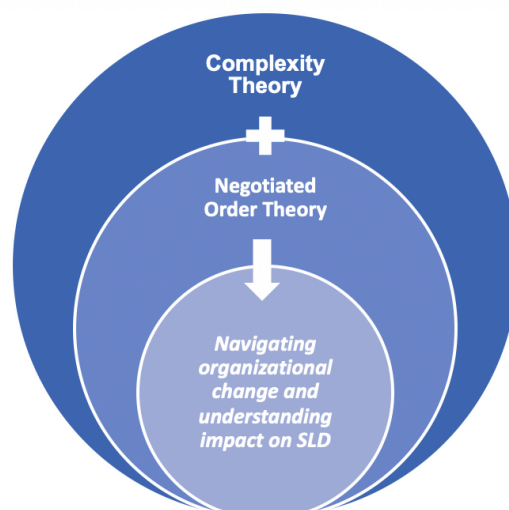 Complexity
Theory
Negotiated
Order Theory
Navigating
organizational
change and
understanding
impact on SLD